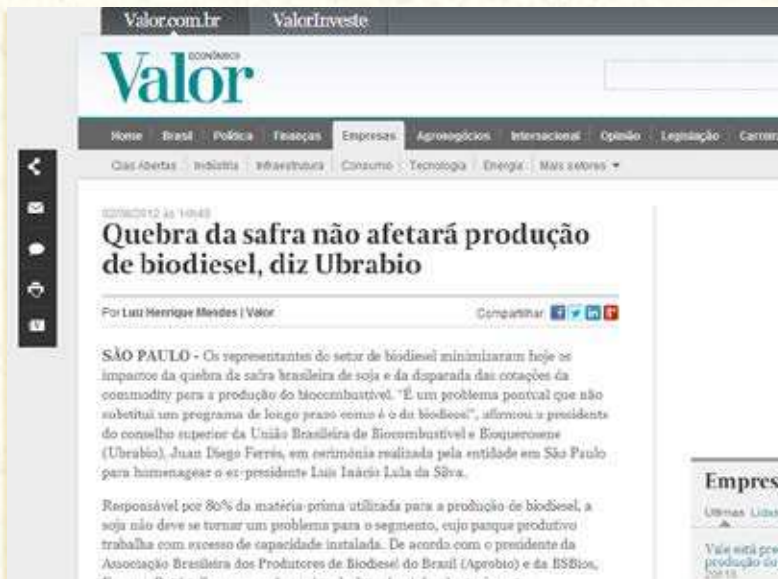 Valor.com.br ValorInveste
ECONÔMICO
Valor
Home Brasil Política Finanças Empresas Agronegócios Internacional Opinião Legislação
Cias Abertas Indústria Infraestrutura Consumo Tecnologia Energia Mais setores
Quebra da safra não afetará produção
de biodiesel, diz Ubrabio
Por Luiz Henrique Mendes | Valor Compartilhar
SÃO PAULO - Os representantes do setor de biodiesel minimizaram hoje os
impactos da quebra da safra brasileira de soja e da disparada das cotações da
commodity para a produção do biocombustível. "É um problema pontual que não
substitui um programa de longo prazo como é o do biodiesel", afirmou o presidente
do conselho superior da União Brasileira de Biocombustível e Bioquerosene
(Ubrabio), Juan Diego Ferrés, em cerimônia realizada pela entidade em São Paulo
para homenagear o ex-presidente Luis Inácio Lula da Silva.
Responsável por 80% da matéria-prima utilizada para a produção de biodiesel, a
soja não deve se tornar um problema para o segmento, cujo parque produtivo
trabalha com excesso de capacidade instalada. De acordo com o presidente da
Associação Brasileira dos Produtores de Biodiesel do Brasil (Aprobio) e da BSBios,
Empres
Últimas
Vale está
produção